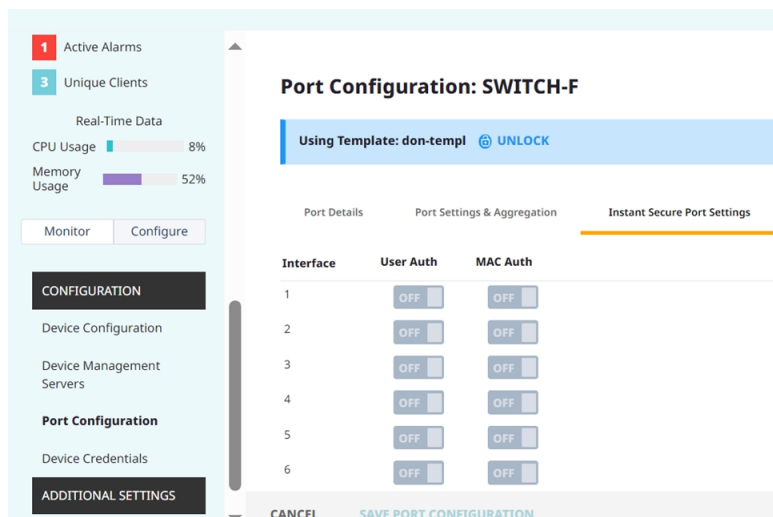 1 Active Alarms
3 Unique Clients
Real-Time Data
CPU Usage 8%
Memory
Usage 52%
Monitor Configure
CONFIGURATION
Device Configuration
Device Management
Servers
Port Configuration
Device Credentials
ADDITIONAL SETTINGS
Port Configuration: SWITCH-F
Using Template: don-templ UNLOCK
Port Details Port Settings & Aggregation Instant Secure Port Settings
Interface User Auth MAC Auth
1 OFF OFF
2 OFF OFF
3 OFF OFF
4 OFF OFF
5 OFF OFF
6 OFF OFF
CANCEL SAVE PORT CONFIGURATION